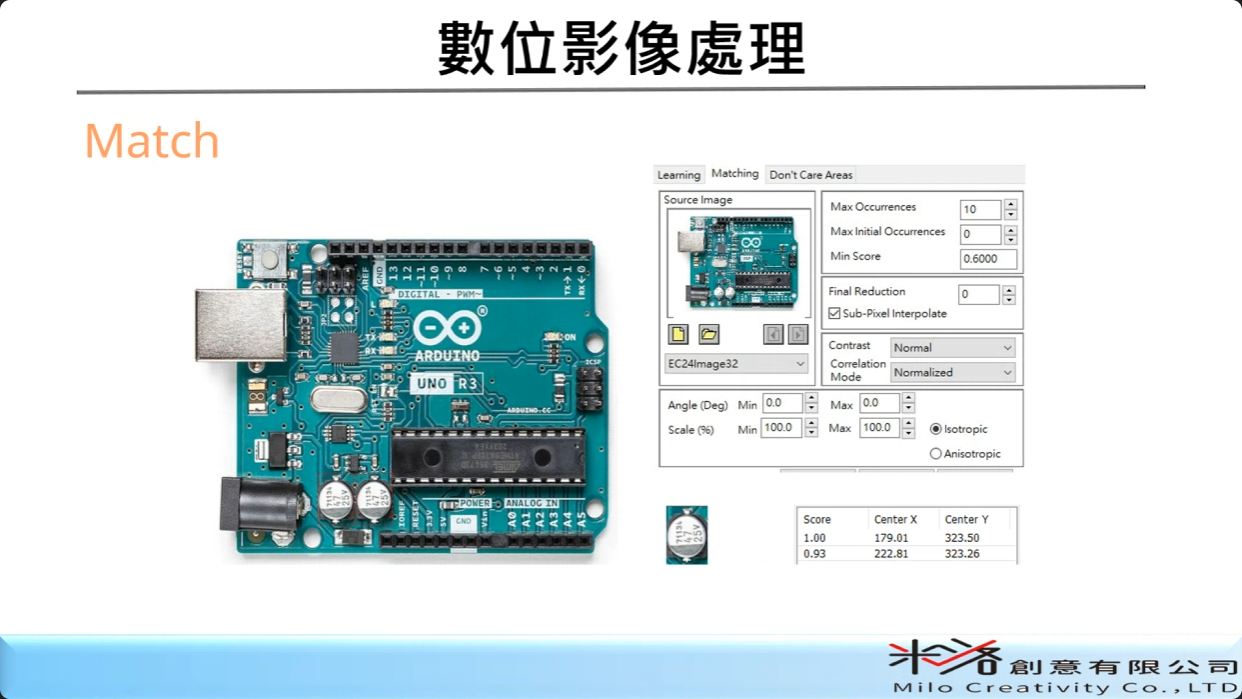 數位影像處理
Match
AREF
GND
13
12
~11
~10
~9
8
7
~6
~5
4
~3
2
TX→1
RX←0
DIGITAL - PWM~
L
TX
RX
ON
ICSP
ARDUINO
UNO R3
ARDUINO.CC
71134
47
25V
71134
47
25V
IOREF
RESET
3.3V
5V
GND
Vin
POWER
ANALOG IN
A0
A1
A2
A3
A4
A5
Learning
Matching
Don't Care Areas
Source Image
EC24Image32
Max Occurrences 10
Max Initial Occurrences 0
Min Score 0.6000
Final Reduction 0
Sub-Pixel Interpolate
Contrast Normal
Correlation Mode Normalized
Angle (Deg) Min 0.0 Max 0.0
Scale (%) Min 100.0 Max 100.0
Isotropic
Anisotropic
71134
47
25V
Score Center X Center Y
1.00 179.01 323.50
0.93 222.81 323.26
米洛創意有限公司
Milo Creativity Co.,LTD